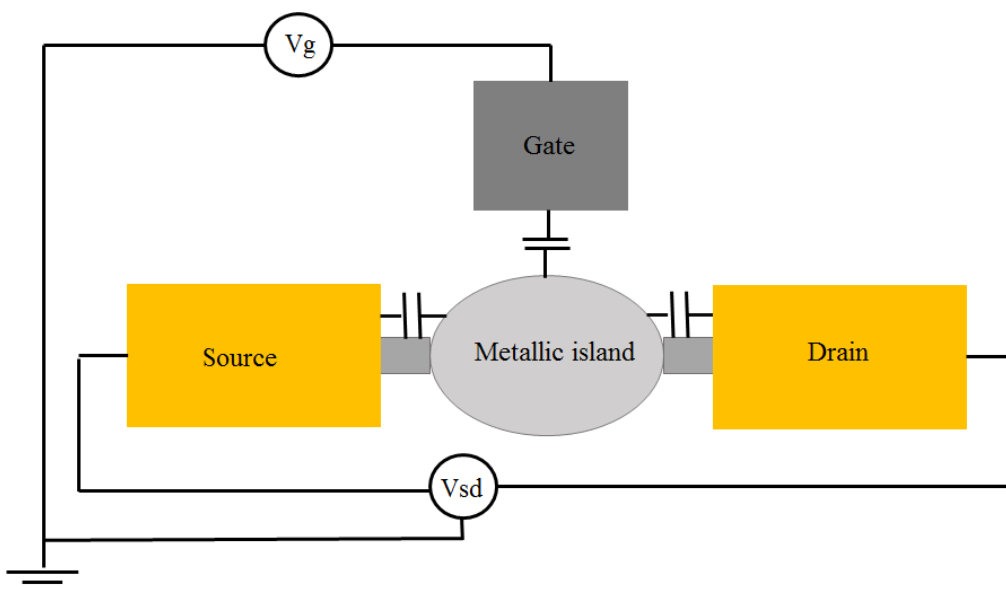 Vg
Gate
Source
Metallic island
Drain
Vsd